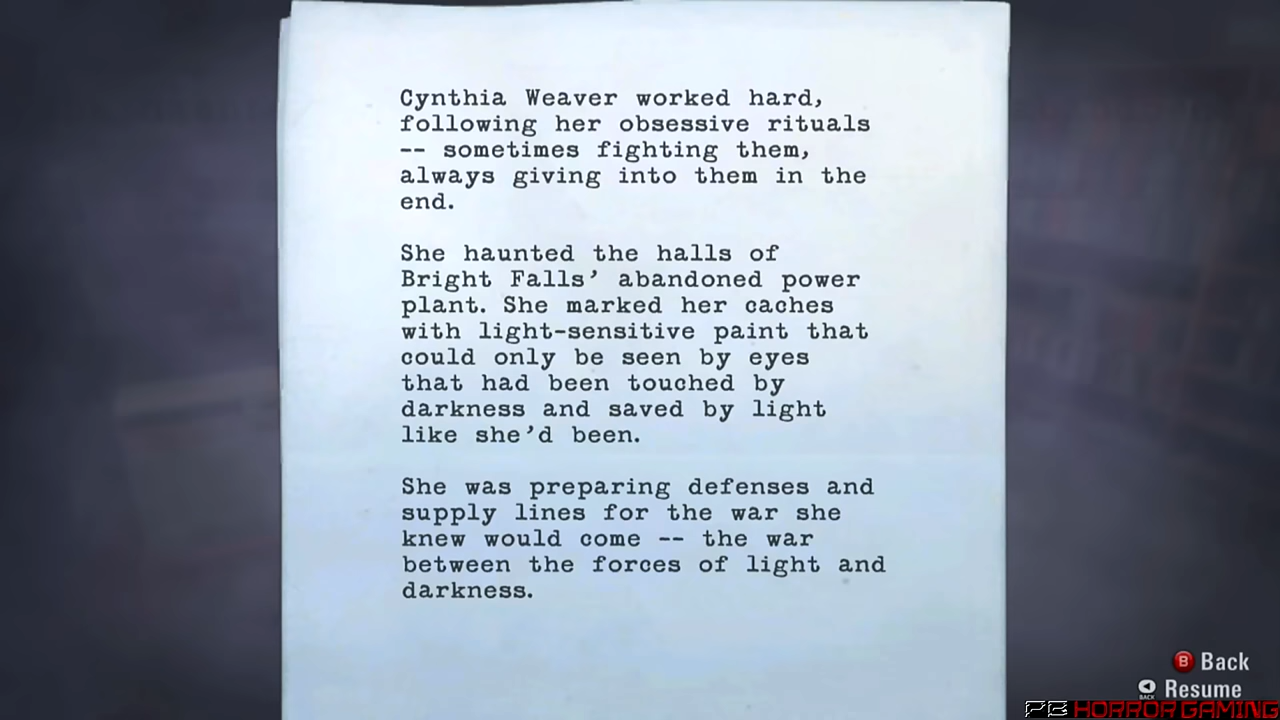 Cynthia Weaver worked hard,
following her obsessive rituals
-- sometimes fighting them,
always giving into them in the
end.
She haunted the halls of
Bright Falls’ abandoned power
plant. She marked her caches
with light-sensitive paint that
could only be seen by eyes
that had been touched by
darkness and saved by light
like she’d been.
She was preparing defenses and
supply lines for the war she
knew would come -- the war
between the forces of light and
darkness.
B Back
BACK Resume
HORROR GAMING